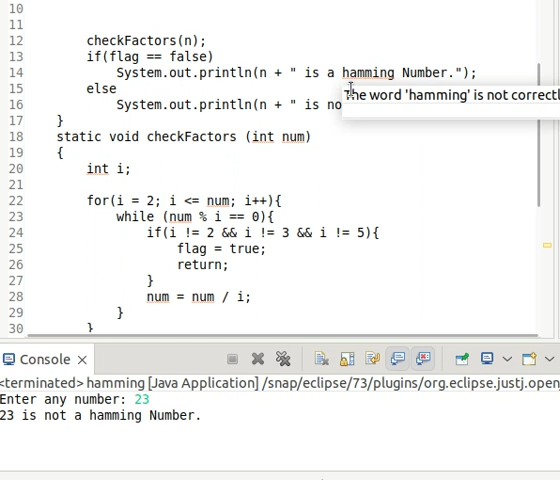 10
11
12 checkFactors(n);
13 if(flag == false)
14 System.out.println(n + " is a hamming Number.");
15 else
The word 'hamming' is not correctl
16 System.out.println(n + " is no
17 }
18 static void checkFactors (int num)
19 {
20 int i;
21
22 for(i = 2; i <= num; i++){
23 while (num % i == 0){
24 if(i != 2 && i != 3 && i != 5){
25 flag = true;
26 return;
27 }
28 num = num / i;
29 }
30 }
Console
<terminated> hamming [Java Application] /snap/eclipse/73/plugins/org.eclipse.justj.open
Enter any number: 23
23 is not a hamming Number.